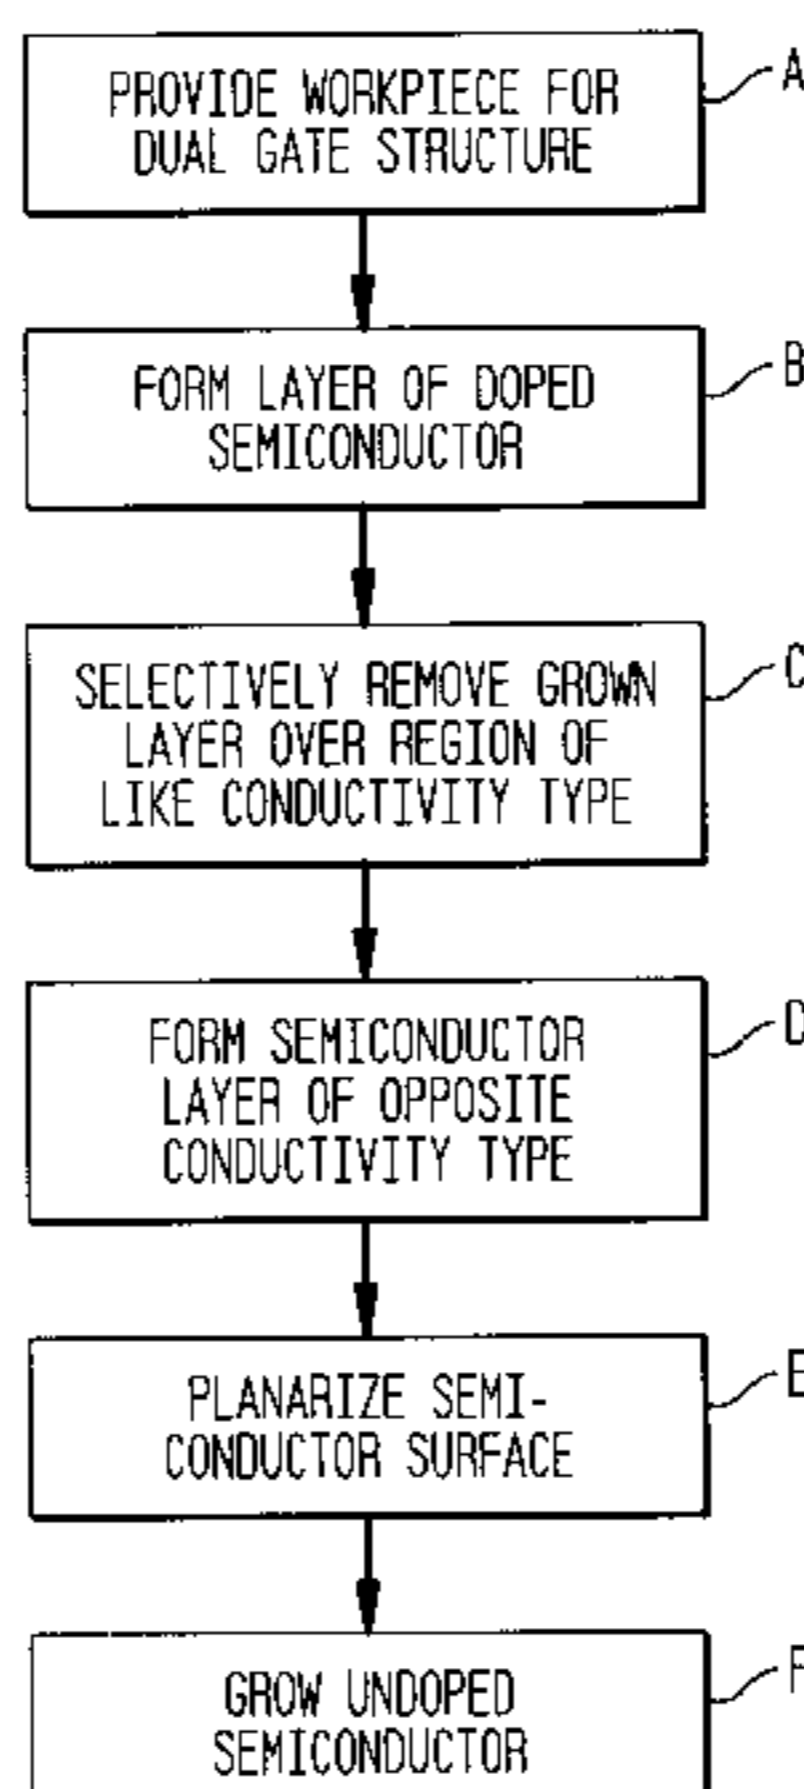 PROVIDE WORKPIECE FOR
DUAL GATE STRUCTURE
A
FORM LAYER OF DOPED
SEMICONDUCTOR
B
SELECTIVELY REMOVE GROWN
LAYER OVER REGION OF
LIKE CONDUCTIVITY TYPE
C
FORM SEMICONDUCTOR
LAYER OF OPPOSITE
CONDUCTIVITY TYPE
D
PLANARIZE SEMI-
CONDUCTOR SURFACE
E
GROW UNDOPED
SEMICONDUCTOR
F